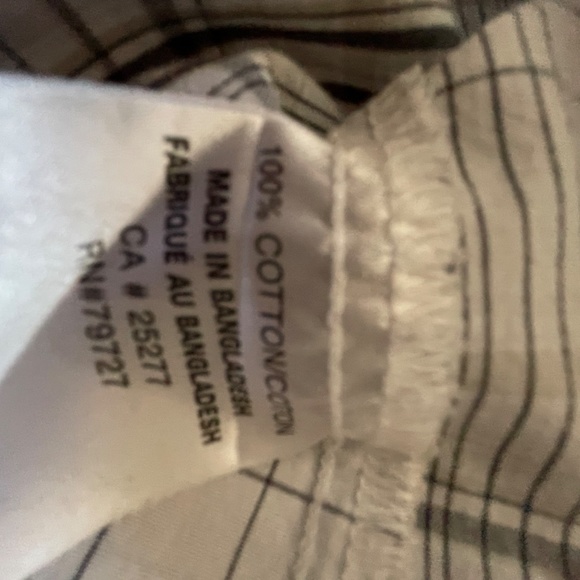 100% COTTON/COTON
MADE IN BANGLADESH
FABRIQUÉ AU BANGLADESH
CA # 25277
RN#79727